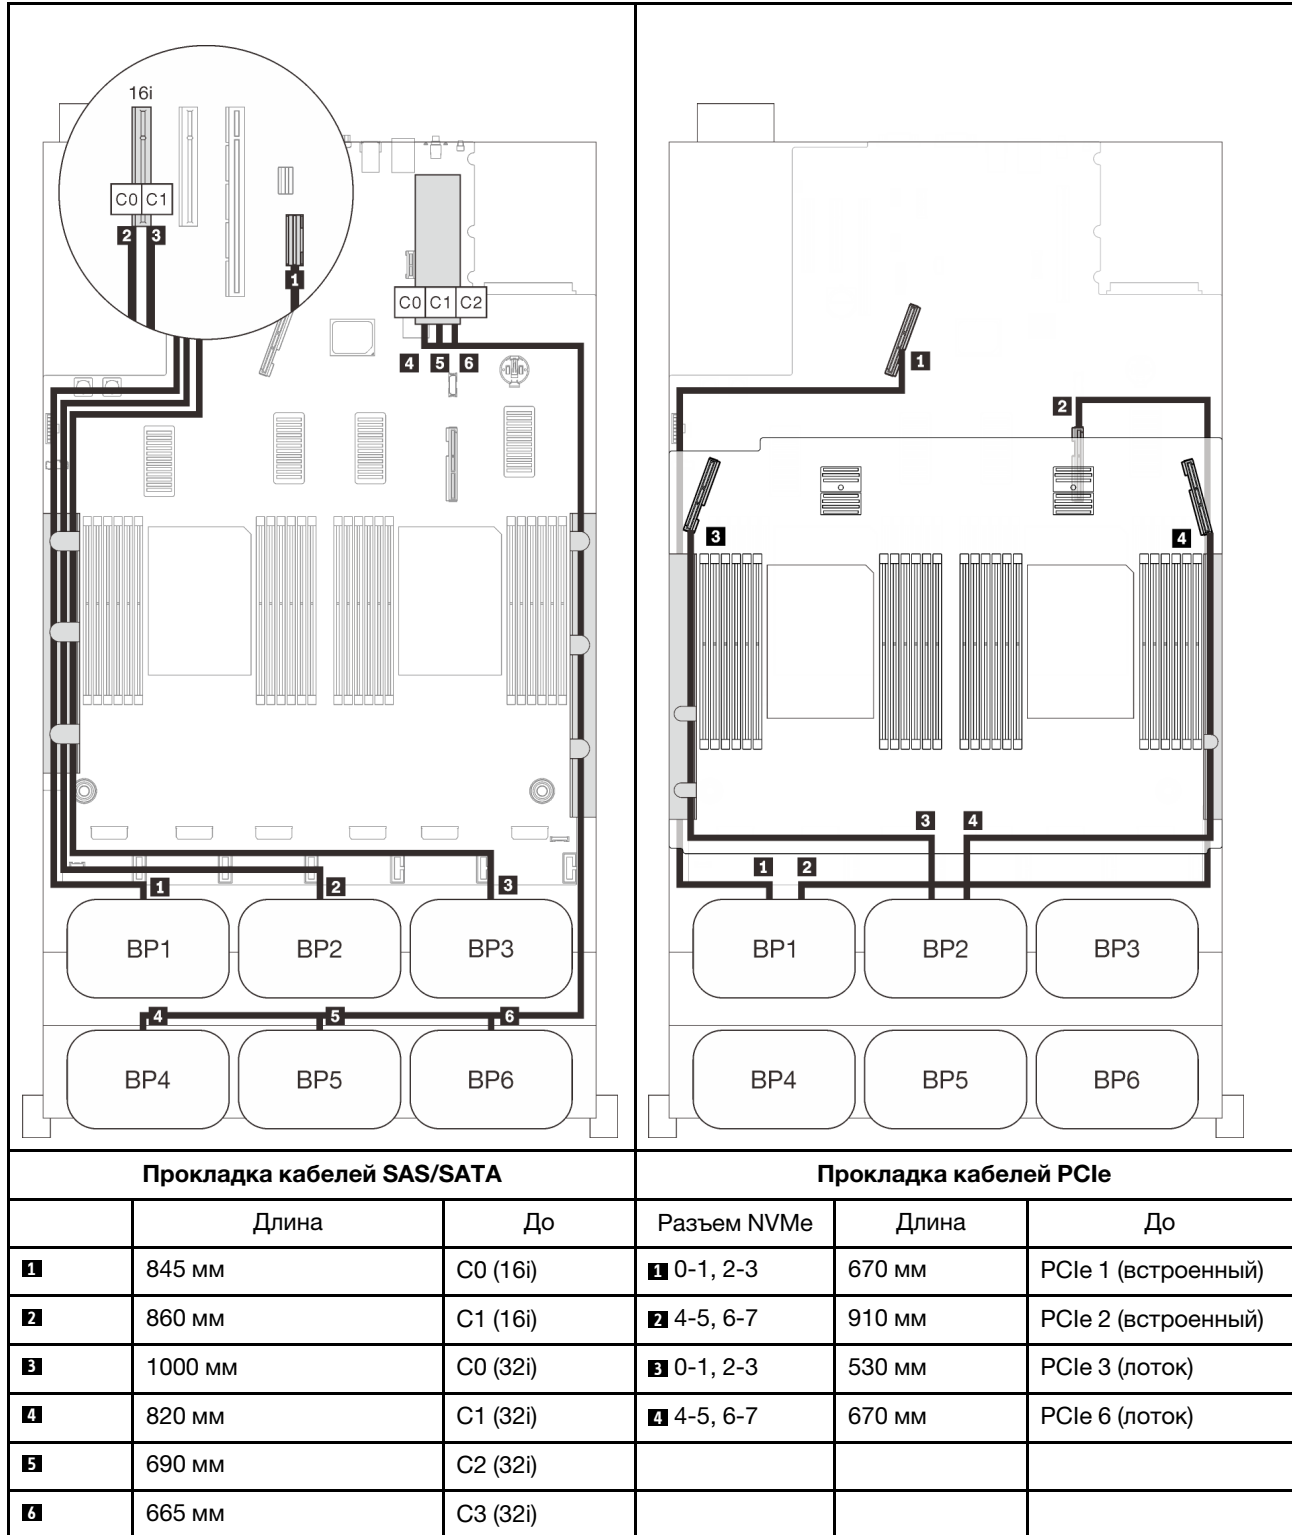 16i
C0 C1
2 3
1
C0 C1 C2
4 5 6
1 2 3
BP1 BP2 BP3
4 5 6
BP4 BP5 BP6
1
2
3 4
3 4
1 2
BP1 BP2 BP3
BP4 BP5 BP6
Прокладка кабелей SAS/SATA Прокладка кабелей PCIe
Длина До Разъем NVMe Длина До
1 845 мм C0 (16i) 1 0-1, 2-3 670 мм PCIe 1 (встроенный)
2 860 мм C1 (16i) 2 4-5, 6-7 910 мм PCIe 2 (встроенный)
3 1000 мм C0 (32i) 3 0-1, 2-3 530 мм PCIe 3 (лоток)
4 820 мм C1 (32i) 4 4-5, 6-7 670 мм PCIe 6 (лоток)
5 690 мм C2 (32i)
6 665 мм C3 (32i)